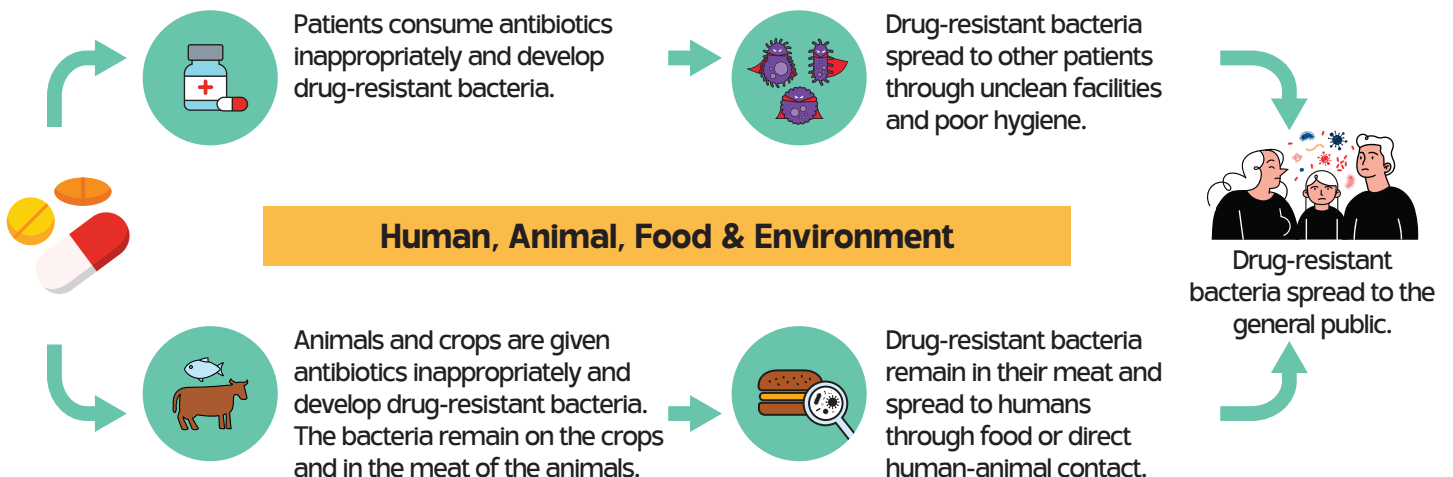 Patients consume antibiotics
inappropriately and develop
drug-resistant bacteria.
Drug-resistant bacteria
spread to other patients
through unclean facilities
and poor hygiene.
Human, Animal, Food & Environment
Drug-resistant
bacteria spread to the
general public.
Animals and crops are given
antibiotics inappropriately and
develop drug-resistant bacteria.
The bacteria remain on the crops
and in the meat of the animals.
Drug-resistant bacteria
remain in their meat and
spread to humans
through food or direct
human-animal contact.